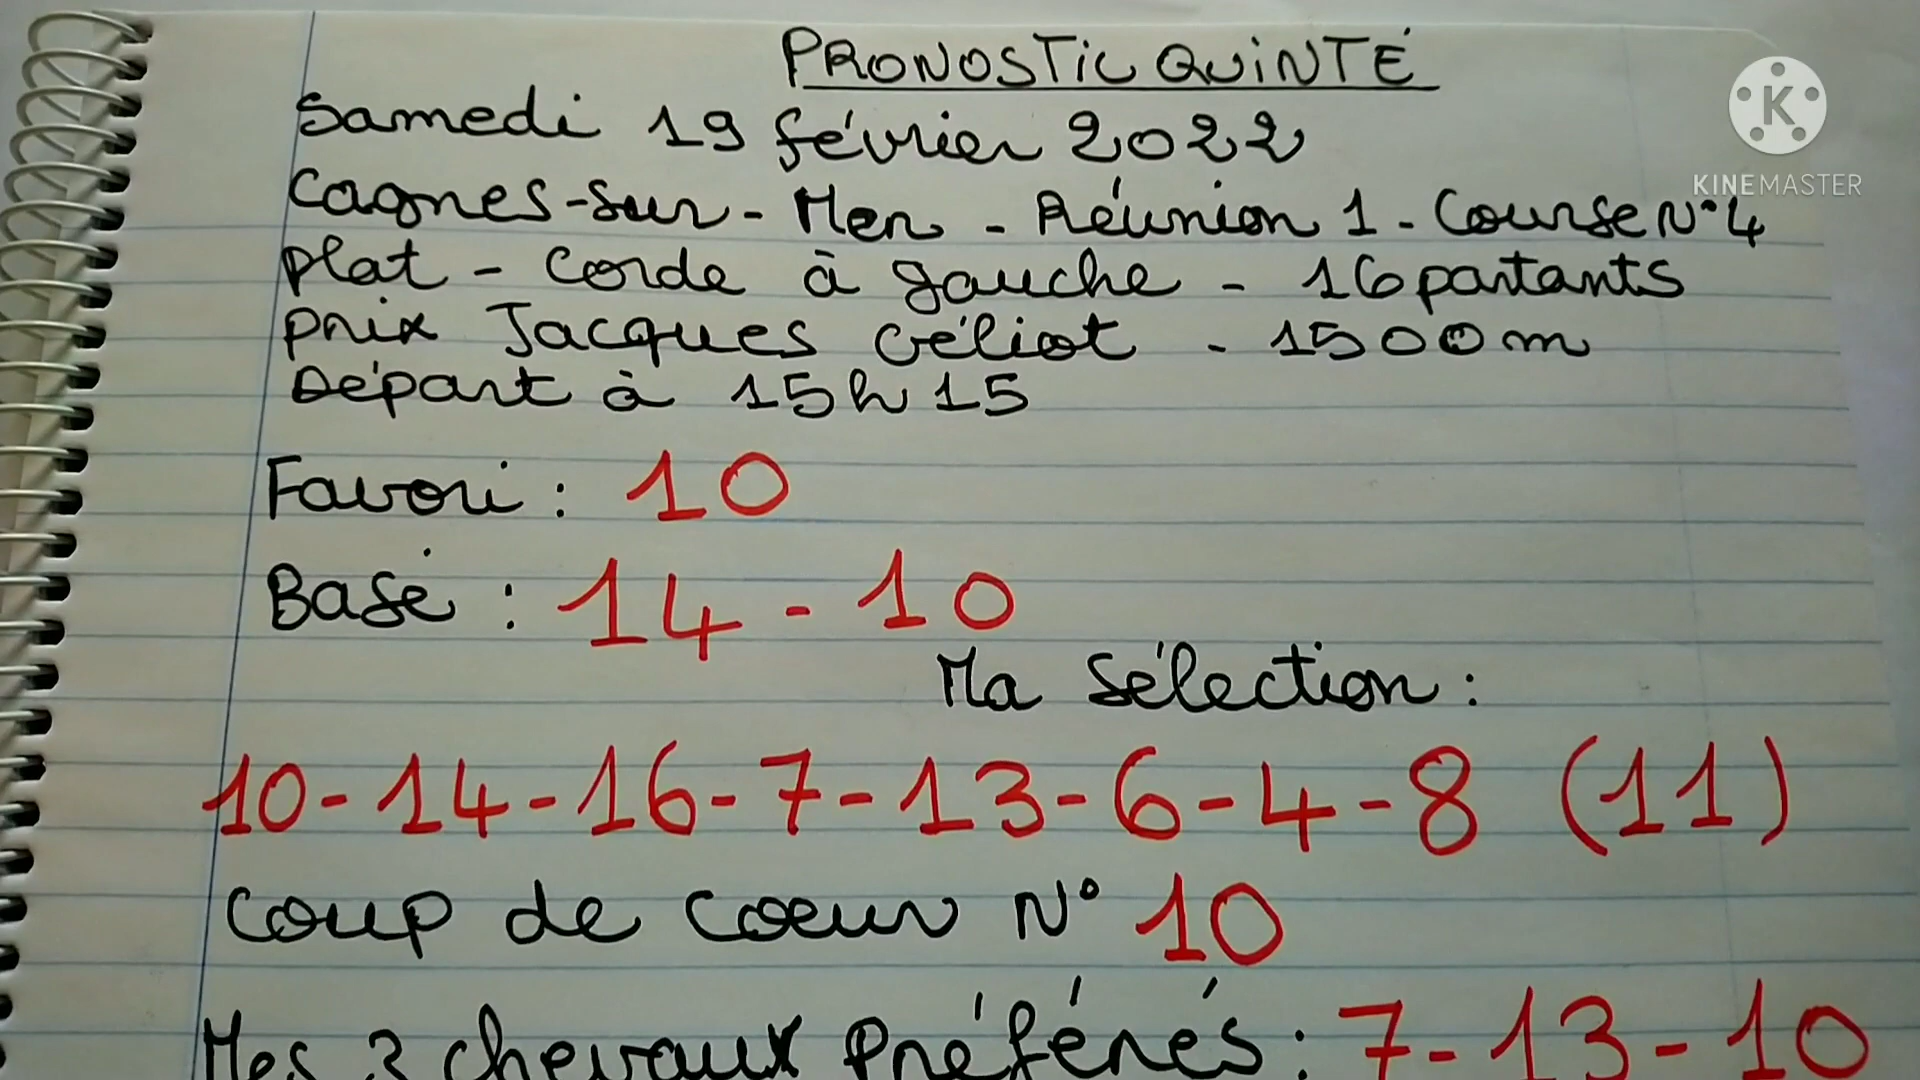 PRONOSTIC QUINTÉ
Samedi 19 février 2022
K
KINEMASTER
Cagnes-sur-Mer - Réunion 1 - Course N°4
plat - Corde à gauche - 16 partants
prix Jacques Géliot - 1500m
Départ à 15h15
Favori : 10
Base : 14 - 10
Ma Sélection :
10-14-16-7-13-6-4-8 (11)
Coup de coeur N° 10
Mes 3 chevaux préférés : 7-13-10